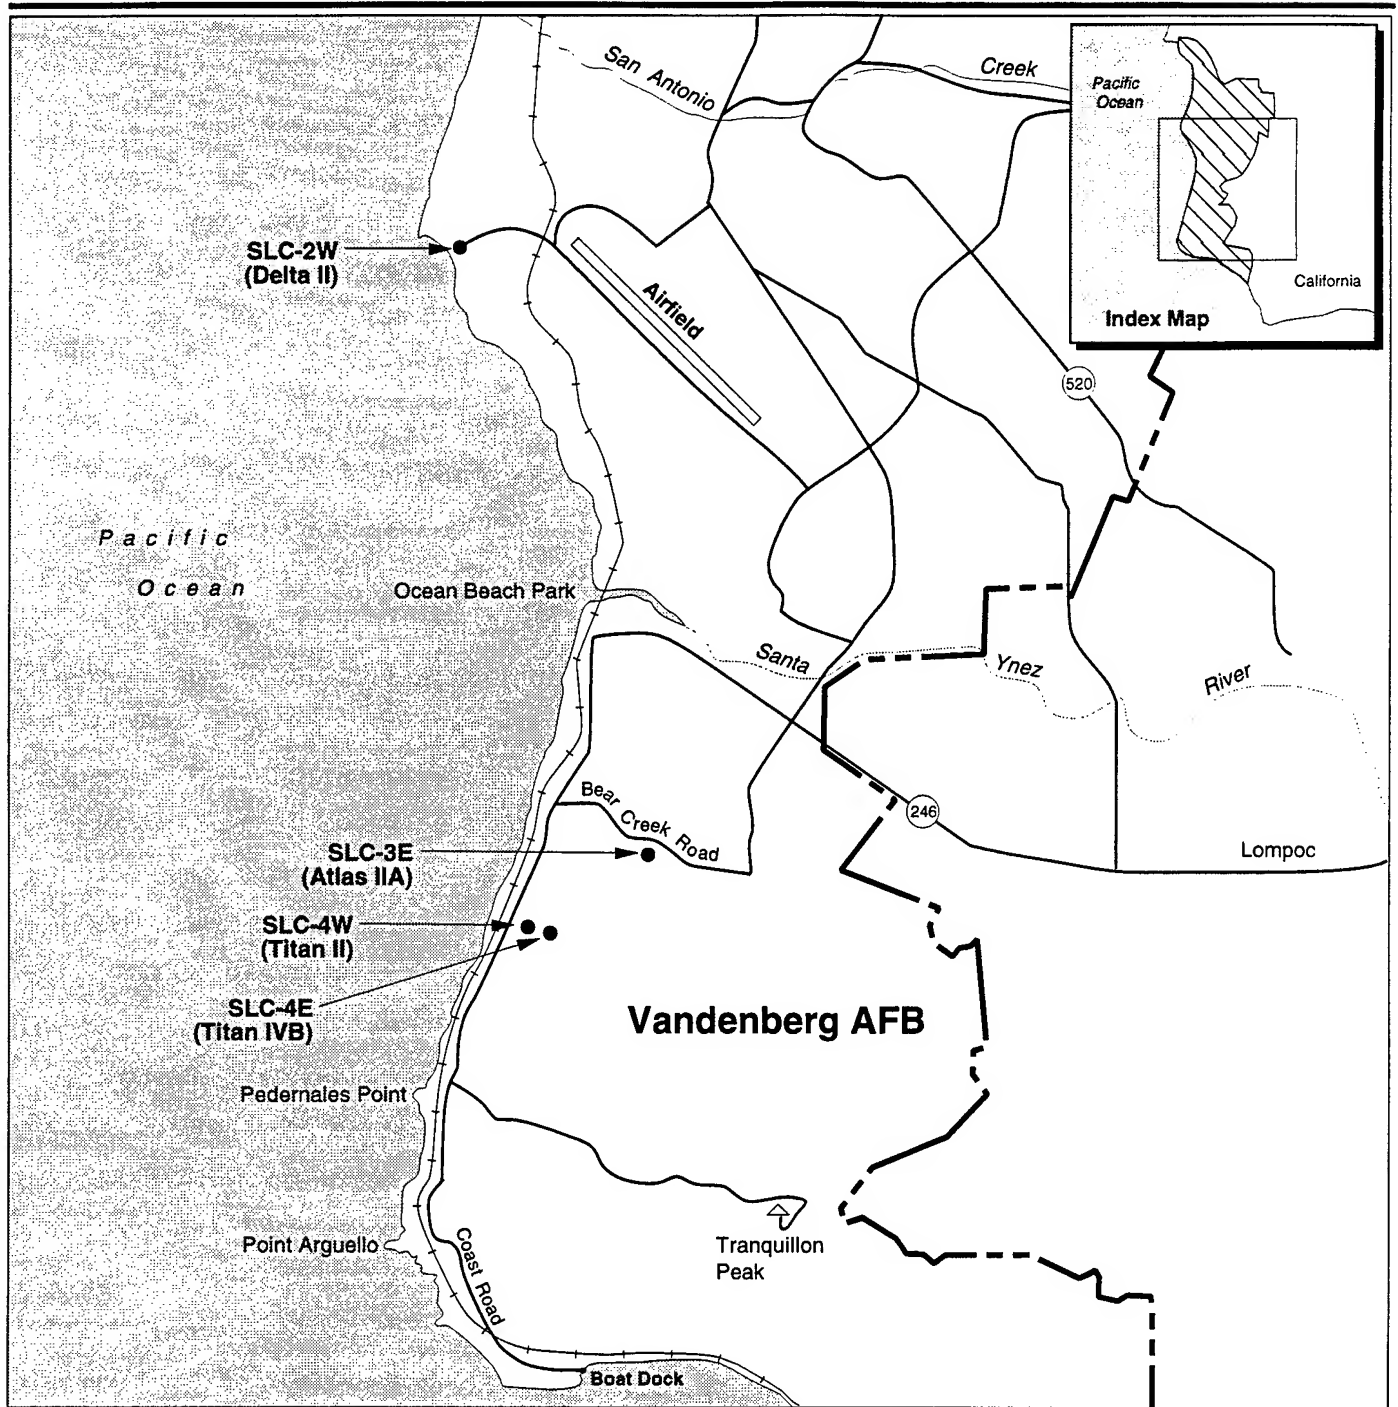 San Antonio
Creek
Pacific
Ocean
California
Index Map
SLC-2W
(Delta II)
Airfield
520
Pacific
Ocean
Ocean Beach Park
Santa
Ynez
River
Bear Creek Road
246
SLC-3E
(Atlas IIA)
Lompoc
SLC-4W
(Titan II)
SLC-4E
(Titan IVB)
Vandenberg AFB
Pedernales Point
Point Arguello
Coast Road
Tranquillon
Peak
Boat Dock